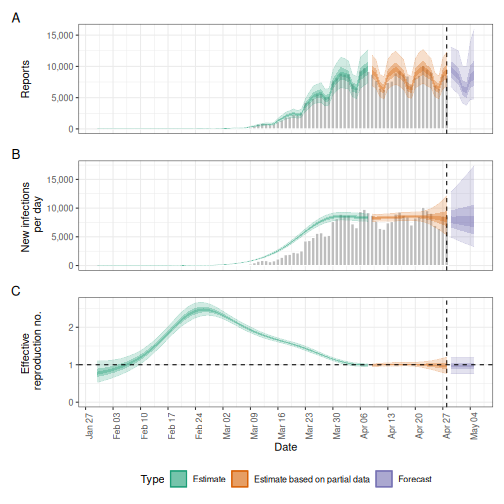 A
Reports
15,000
10,000
5,000
0
B
New infections
per day
15,000
10,000
5,000
0
C
Effective
reproduction no.
2
1
0
Jan 27
Feb 03
Feb 10
Feb 17
Feb 24
Mar 02
Mar 09
Mar 16
Mar 23
Mar 30
Apr 06
Apr 13
Apr 20
Apr 27
May 04
Date
Type
Estimate
Estimate based on partial data
Forecast